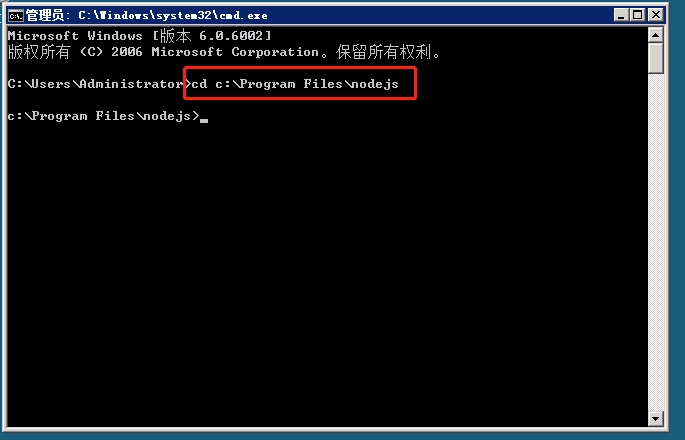 管理员: C:\Windows\system32\cmd.exe
Microsoft Windows [版本 6.0.6002]
版权所有 (C) 2006 Microsoft Corporation。保留所有权利。
C:\Users\Administrator>cd c:\Program Files\nodejs
c:\Program Files\nodejs>_